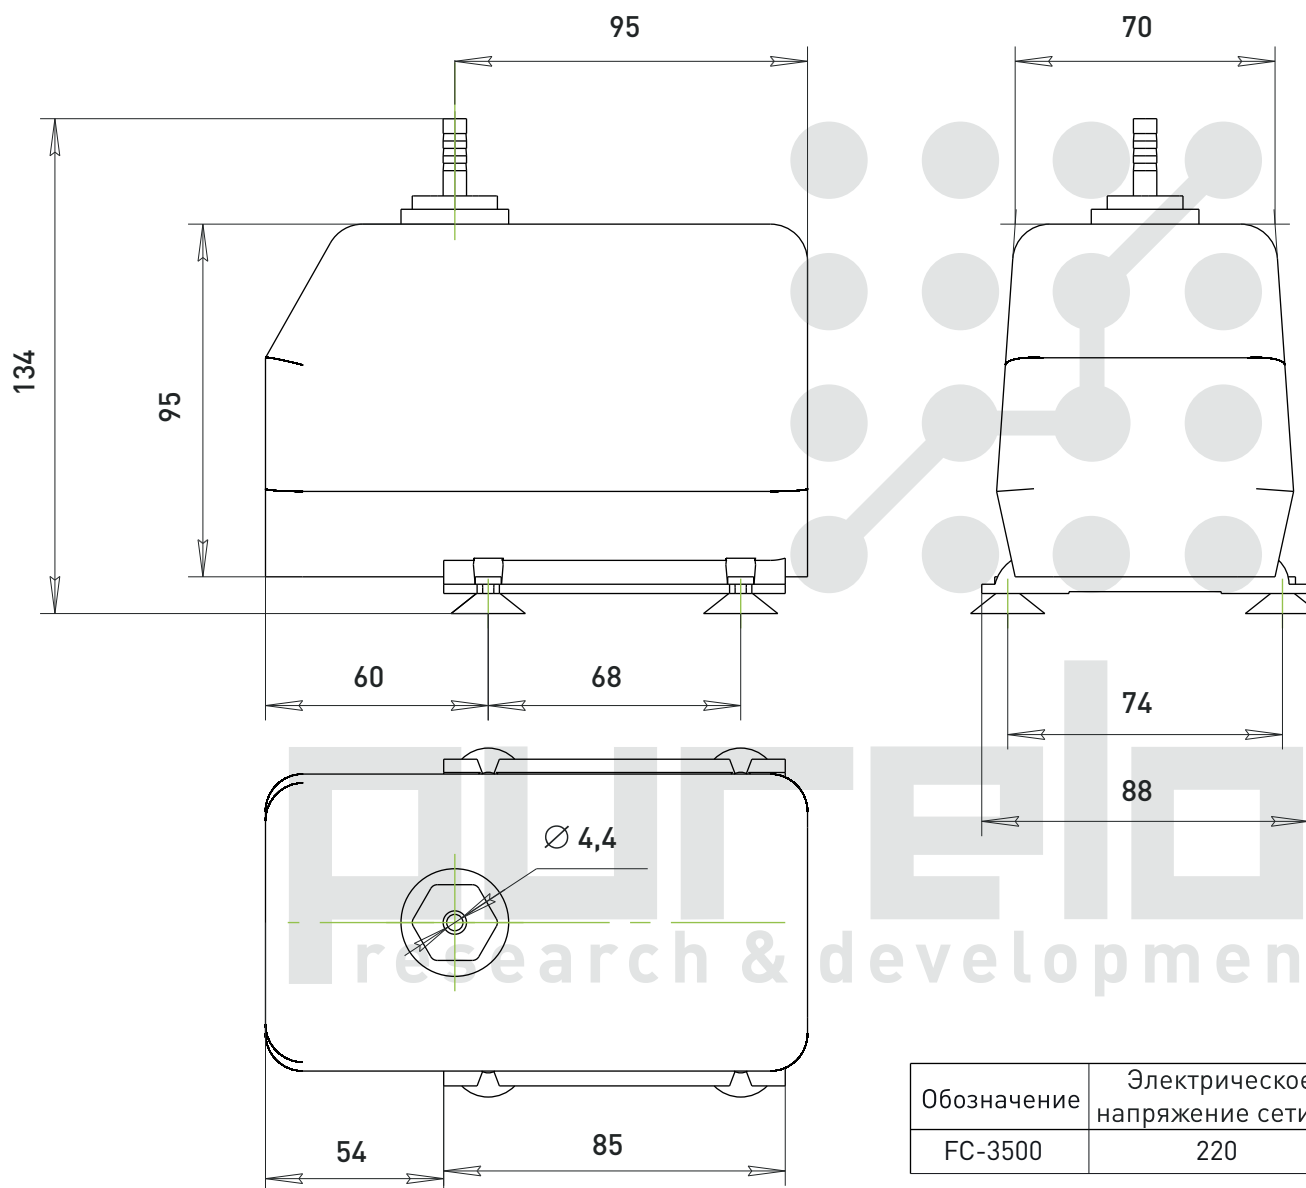 95
70
134
95
60
68
74
88
⌀ 4,4
purelo
research & developmen
54
85
Обозначение
Электрическое
напряжение сети
FC-3500
220